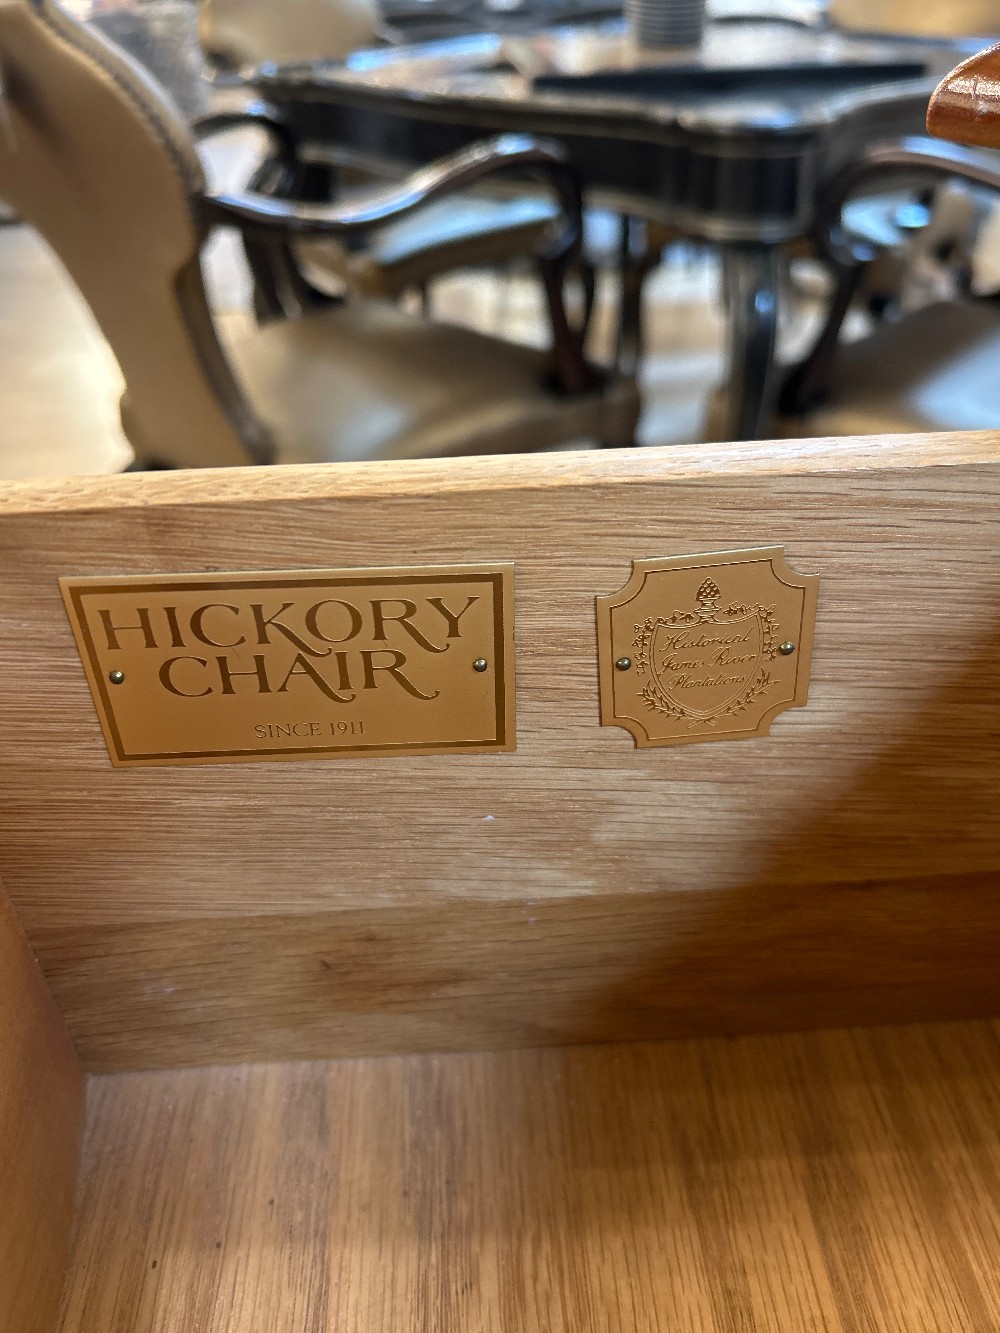 HICKORY
CHAIR
SINCE 1911
Historical
James River
Plantations